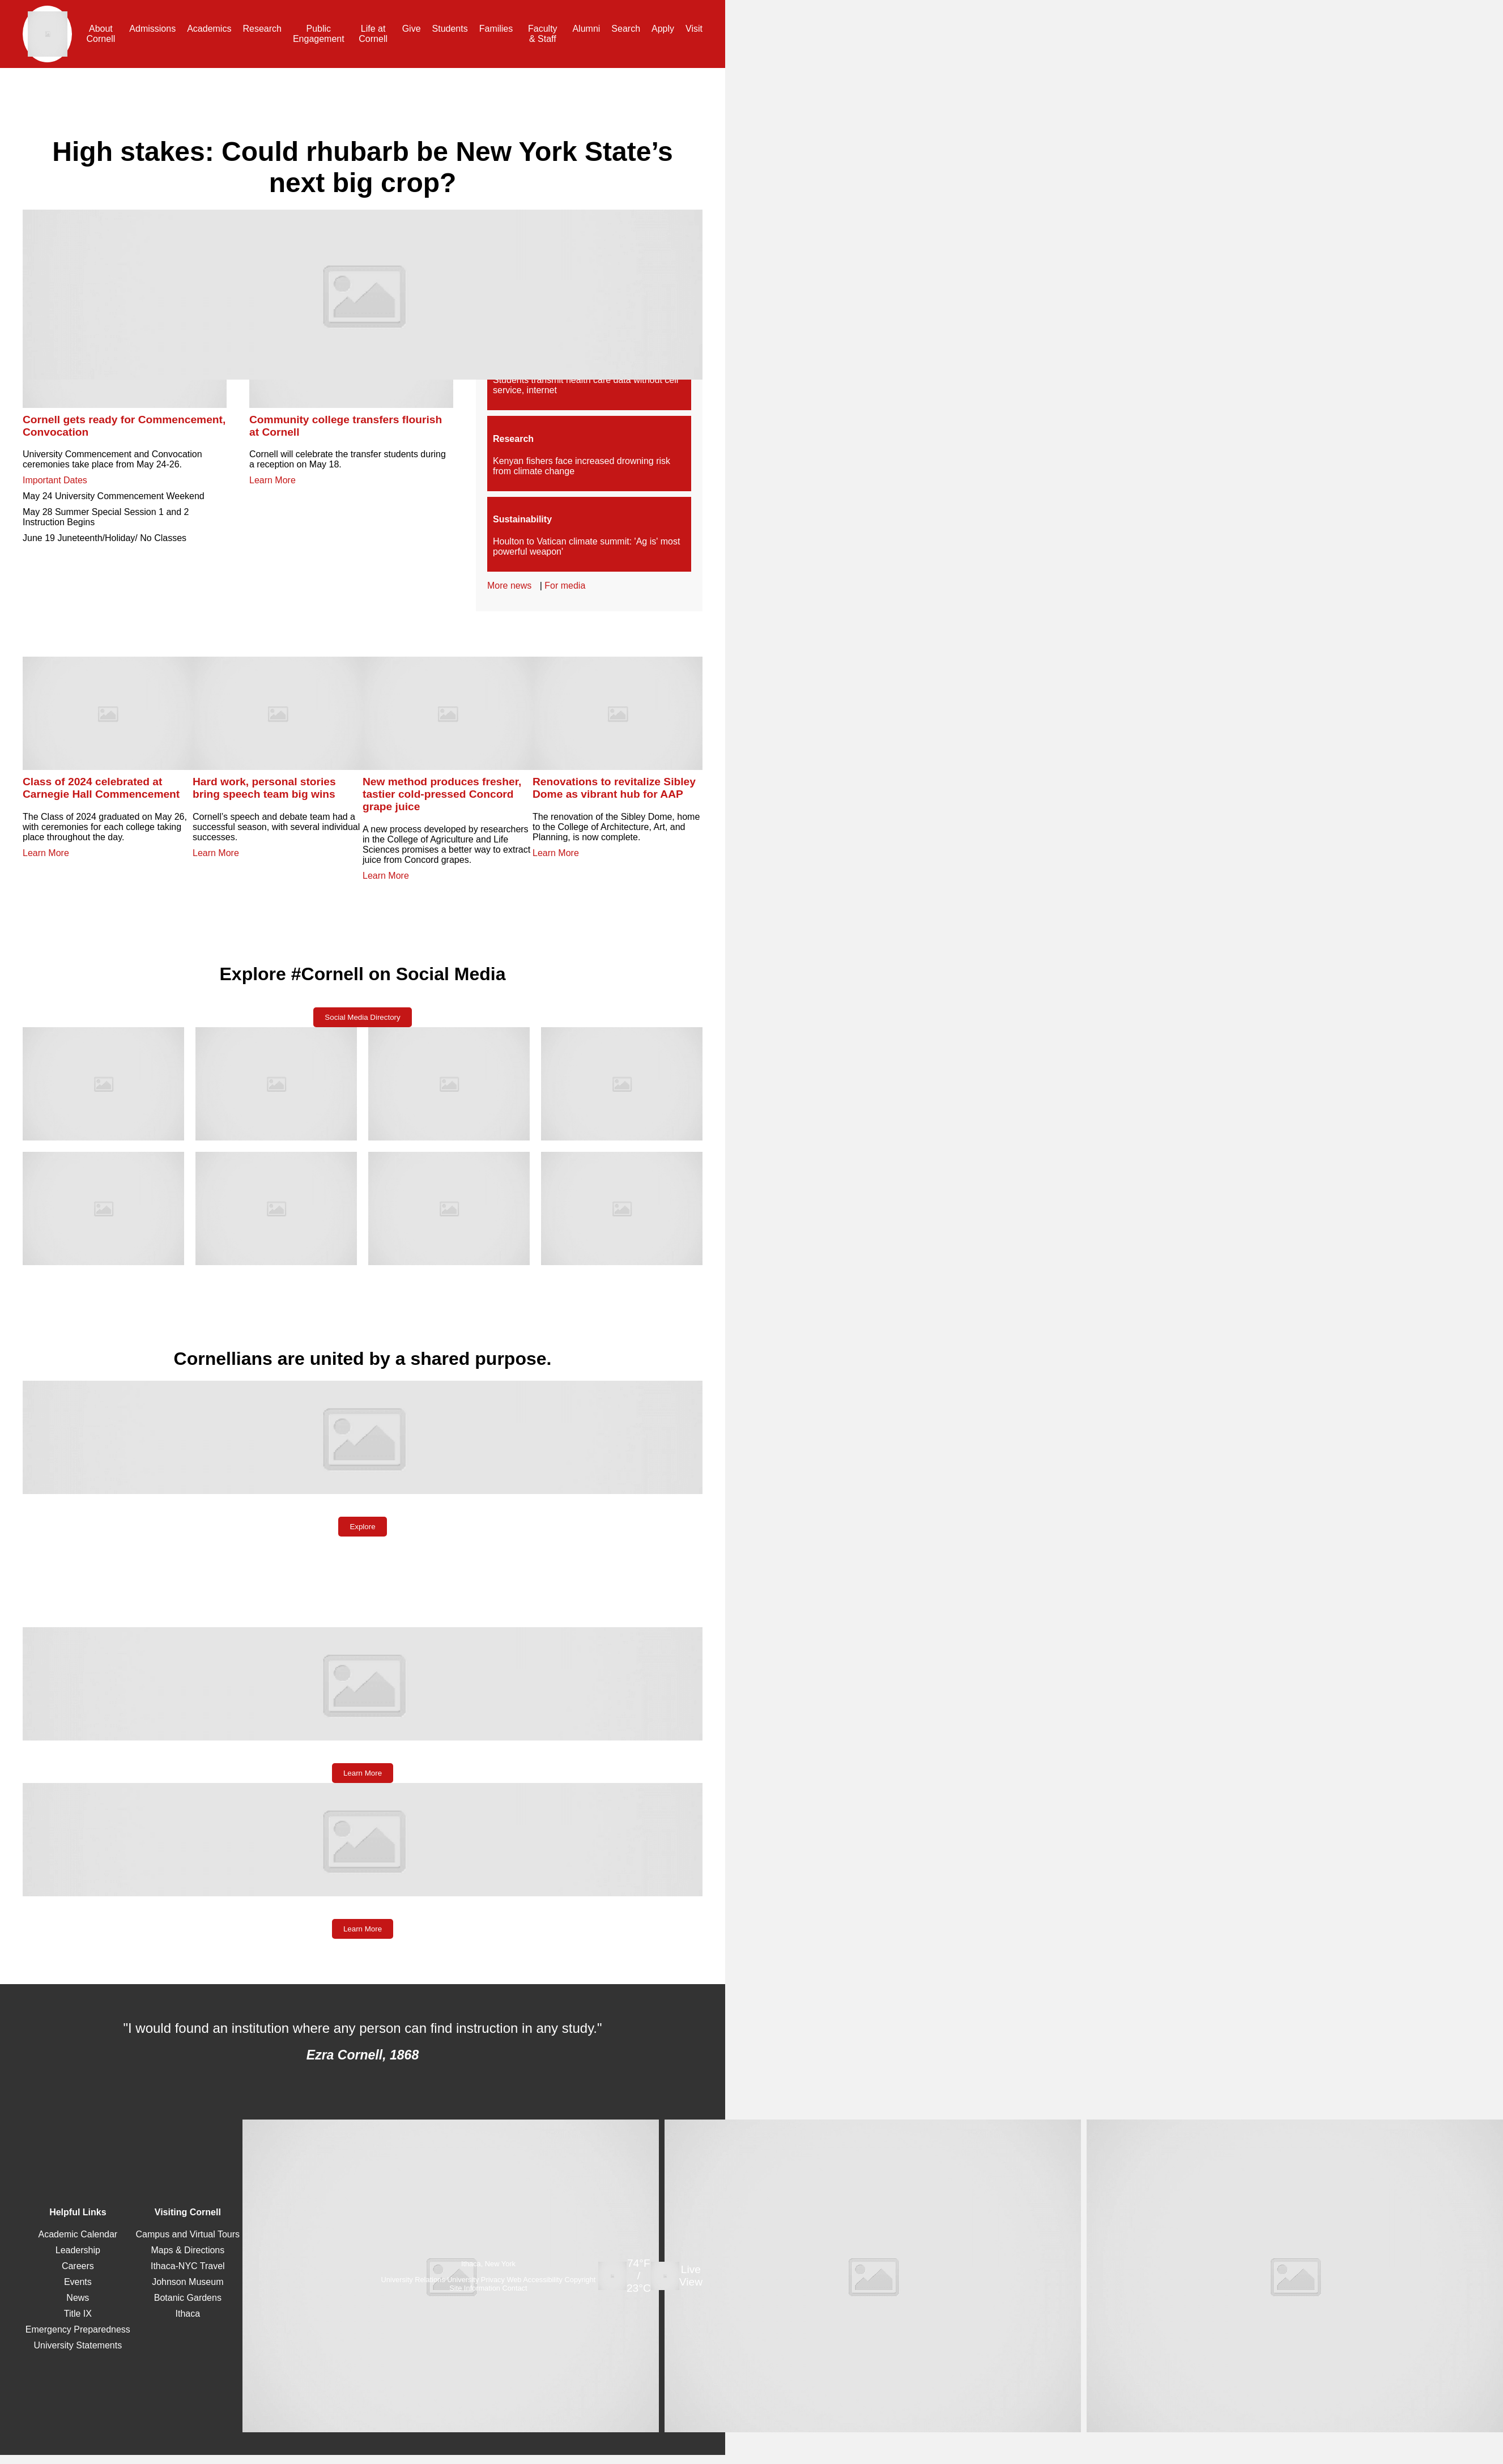 About Cornell
Admissions
Academics
Research
Public Engagement
Life at Cornell
Give
Students
Families
Faculty & Staff
Alumni
Search
Apply
Visit
High stakes: Could rhubarb be New York State’s
next big crop?
Cornell gets ready for Commencement,
Convocation
University Commencement and Convocation
ceremonies take place from May 24-26.
Important Dates
May 24 University Commencement Weekend
May 28 Summer Special Session 1 and 2
Instruction Begins
June 19 Juneteenth/Holiday/ No Classes
Community college transfers flourish
at Cornell
Cornell will celebrate the transfer students during
a reception on May 18.
Learn More
Students transmit health care data without cell
service, internet
Research
Kenyan fishers face increased drowning risk
from climate change
Sustainability
Houlton to Vatican climate summit: 'Ag is' most
powerful weapon'
More news | For media
Class of 2024 celebrated at
Carnegie Hall Commencement
The Class of 2024 graduated on May 26,
with ceremonies for each college taking
place throughout the day.
Learn More
Hard work, personal stories
bring speech team big wins
Cornell's speech and debate team had a
successful season, with several individual
successes.
Learn More
New method produces fresher,
tastier cold-pressed Concord
grape juice
A new process developed by researchers
in the College of Agriculture and Life
Sciences promises a better way to extract
juice from Concord grapes.
Learn More
Renovations to revitalize Sibley
Dome as vibrant hub for AAP
The renovation of the Sibley Dome, home
to the College of Architecture, Art, and
Planning, is now complete.
Learn More
Explore #Cornell on Social Media
Social Media Directory
Cornellians are united by a shared purpose.
Explore
Learn More
Learn More
"I would found an institution where any person can find instruction in any study."
Ezra Cornell, 1868
Helpful Links
Academic Calendar
Leadership
Careers
Events
News
Title IX
Emergency Preparedness
University Statements
Visiting Cornell
Campus and Virtual Tours
Maps & Directions
Ithaca-NYC Travel
Johnson Museum
Botanic Gardens
Ithaca
Ithaca, New York
University Relations University Privacy Web Accessibility Copyright
Site Information Contact
74°F
/
23°C
Live
View